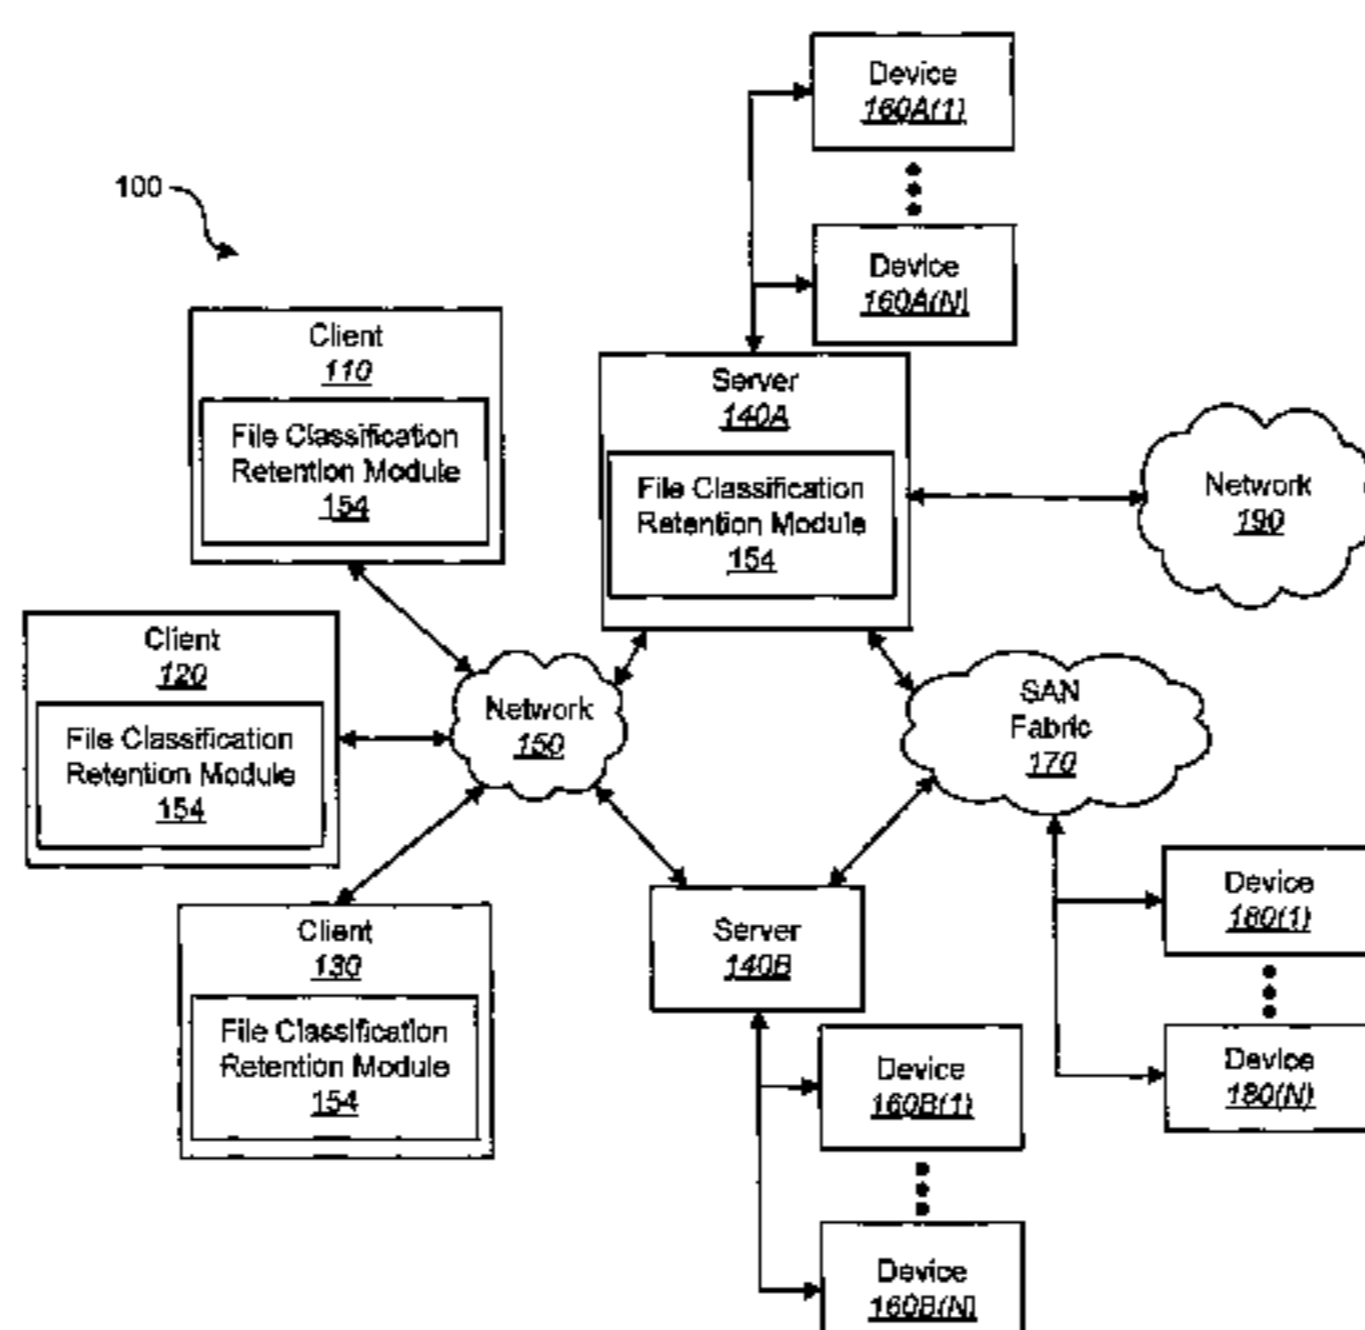 Device
160A(1)
100
Device
160A(N)
Client
110
File Classification
Retention Module
154
Server
140A
File Classification
Retention Module
154
Network
190
Client
120
File Classification
Retention Module
154
Network
150
SAN
Fabric
170
Client
130
File Classification
Retention Module
154
Server
140B
Device
180(1)
Device
180(N)
Device
160B(1)
Device
160B(N)